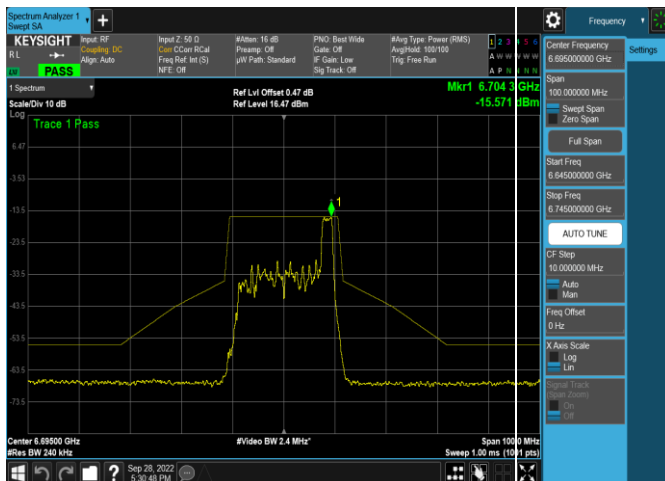 Spectrum Analyzer 1
Swept SA
Frequency
KEYSIGHT
RL
PASS
Input: RF
Coupling: DC
Align: Auto
Input Z: 50 Ω
Corr CCorr RCal
Freq Ref: Int (S)
NFE: Off
#Atten: 16 dB
Preamp: Off
µW Path: Standard
PNO: Best Wide
Gate: Off
IF Gain: Low
Sig Track: Off
#Avg Type: Power (RMS)
Avg|Hold: 100/100
Trig: Free Run
1 2 3 4 5 6
A W W W W W
A P N N N N
Center Frequency
6.695000000 GHz
Settings
Span
100.000000 MHz
Swept Span
Zero Span
Full Span
Start Freq
6.645000000 GHz
Stop Freq
6.745000000 GHz
AUTO TUNE
CF Step
10.000000 MHz
Auto
Man
Freq Offset
0 Hz
X Axis Scale
Log
Lin
Signal Track
(Span Zoom)
On
Off
1 Spectrum
Scale/Div 10 dB
Log
Ref Lvl Offset 0.47 dB
Ref Level 16.47 dBm
Mkr1 6.704 3 GHz
-15.571 dBm
Trace 1 Pass
1
6.47
-3.53
-13.5
-23.5
-33.5
-43.5
-53.5
-63.5
-73.5
Center 6.69500 GHz
#Res BW 240 kHz
#Video BW 2.4 MHz*
Span 100.0 MHz
Sweep 1.00 ms (1001 pts)
Sep 28, 2022
5:30:48 PM